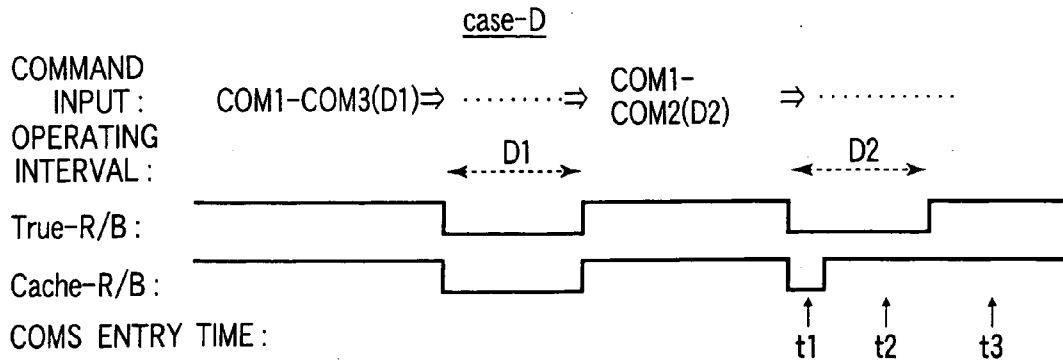 case-D
COMMAND
INPUT :
COM1-COM3(D1)⇒ ........⇒ COM1-
COM2(D2) ⇒ .........
OPERATING
INTERVAL :
D1 D2
True-R/B :
Cache-R/B :
COMS ENTRY TIME :
t1 t2 t3